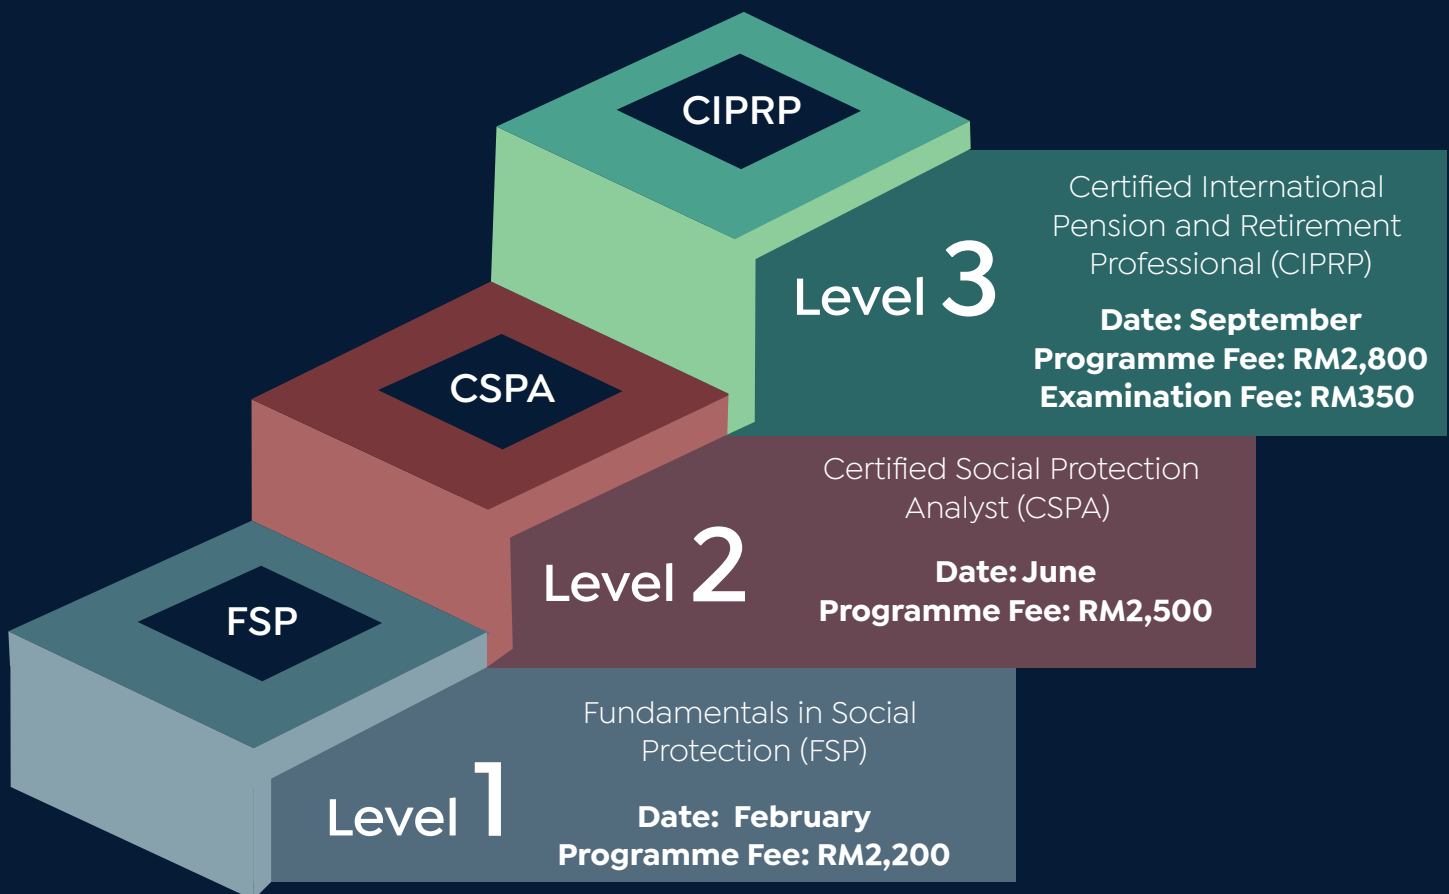 CIPRP
Certified International
Pension and Retirement
Professional (CIPRP)
Level 3
Date: September
Programme Fee: RM2,800
Examination Fee: RM350
CSPA
Certified Social Protection
Analyst (CSPA)
Level 2
Date: June
Programme Fee: RM2,500
FSP
Fundamentals in Social
Protection (FSP)
Level 1
Date: February
Programme Fee: RM2,200